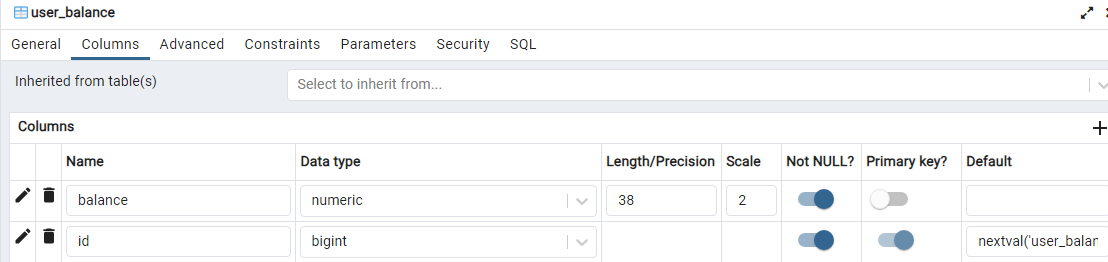 user_balance
General Columns Advanced Constraints Parameters Security SQL
Inherited from table(s) Select to inherit from...
Columns
Name Data type Length/Precision Scale Not NULL? Primary key? Default
balance numeric 38 2
id bigint nextval('user_balan